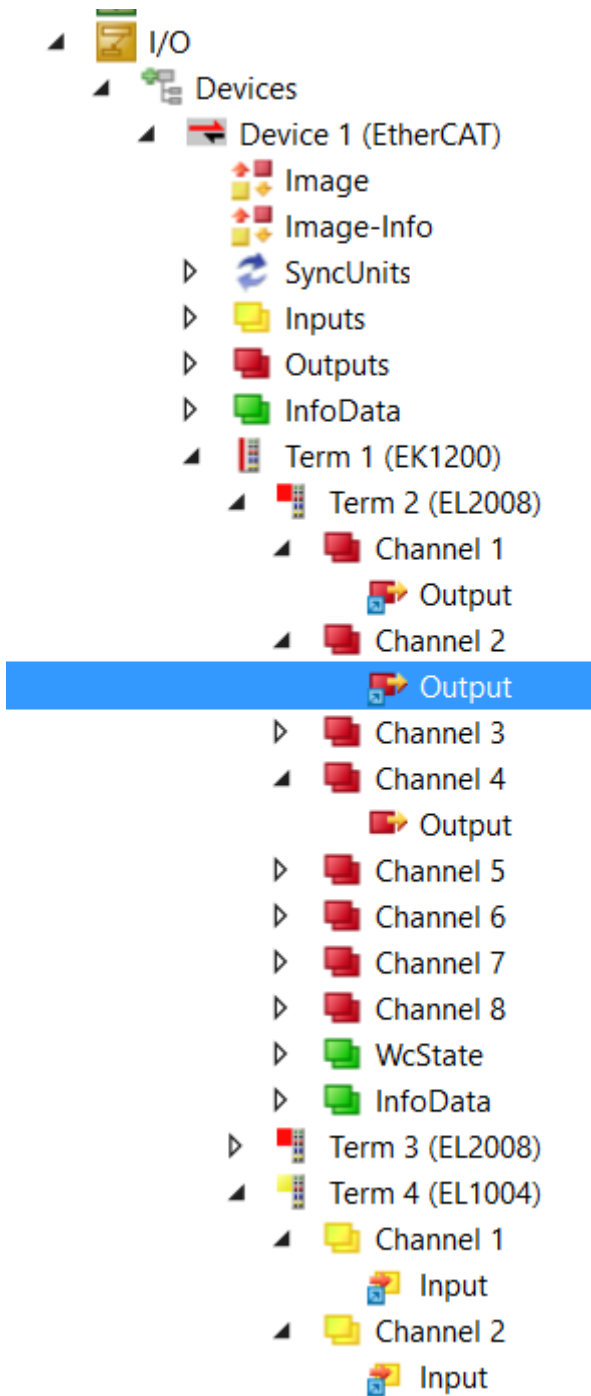 I/O
Devices
Device 1 (EtherCAT)
Image
Image-Info
SyncUnits
Inputs
Outputs
InfoData
Term 1 (EK1200)
Term 2 (EL2008)
Channel 1
Output
Channel 2
Output
Channel 3
Channel 4
Output
Channel 5
Channel 6
Channel 7
Channel 8
WcState
InfoData
Term 3 (EL2008)
Term 4 (EL1004)
Channel 1
Input
Channel 2
Input